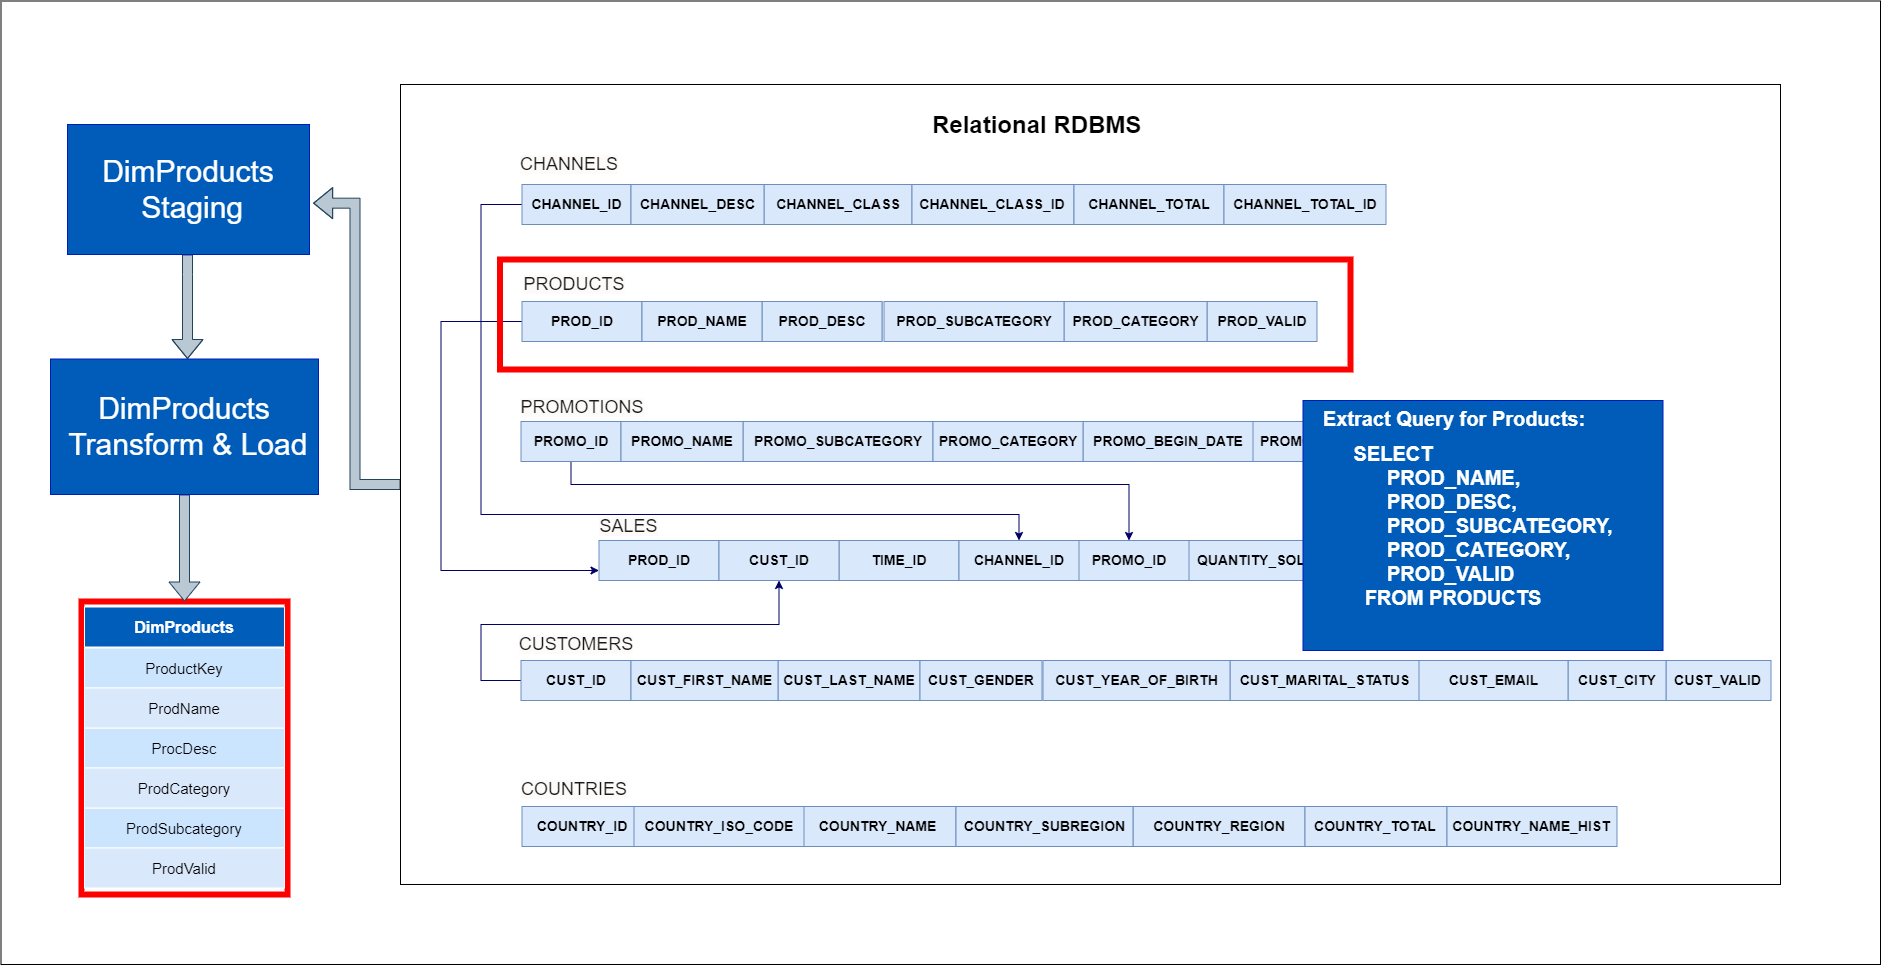 Relational RDBMS
DimProducts
Staging
DimProducts
Transform & Load
DimProducts
ProductKey
ProdName
ProcDesc
ProdCategory
ProdSubcategory
ProdValid
CHANNELS
CHANNEL_ID CHANNEL_DESC CHANNEL_CLASS CHANNEL_CLASS_ID CHANNEL_TOTAL CHANNEL_TOTAL_ID
PRODUCTS
PROD_ID PROD_NAME PROD_DESC PROD_SUBCATEGORY PROD_CATEGORY PROD_VALID
PROMOTIONS
PROMO_ID PROMO_NAME PROMO_SUBCATEGORY PROMO_CATEGORY PROMO_BEGIN_DATE PROM
SALES
PROD_ID CUST_ID TIME_ID CHANNEL_ID PROMO_ID QUANTITY_SOL
Extract Query for Products:
SELECT
PROD_NAME,
PROD_DESC,
PROD_SUBCATEGORY,
PROD_CATEGORY,
PROD_VALID
FROM PRODUCTS
CUSTOMERS
CUST_ID CUST_FIRST_NAME CUST_LAST_NAME CUST_GENDER CUST_YEAR_OF_BIRTH CUST_MARITAL_STATUS CUST_EMAIL CUST_CITY CUST_VALID
COUNTRIES
COUNTRY_ID COUNTRY_ISO_CODE COUNTRY_NAME COUNTRY_SUBREGION COUNTRY_REGION COUNTRY_TOTAL COUNTRY_NAME_HIST